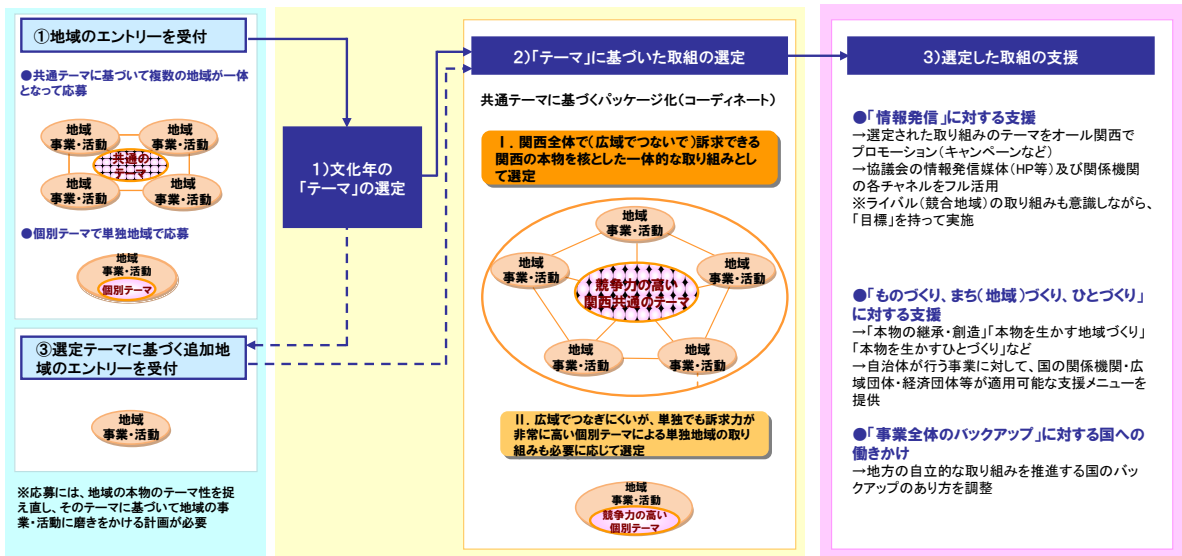 ①地域のエントリーを受付
●共通テーマに基づいて複数の地域が一体
となって応募
地域
事業・活動
地域
事業・活動
共通の
テーマ
地域
事業・活動
地域
事業・活動
●個別テーマで単独地域で応募
地域
事業・活動
個別テーマ
③選定テーマに基づく追加地
域のエントリーを受付
地域
事業・活動
※応募には、地域の本物のテーマ性を捉
え直し、そのテーマに基づいて地域の事
業・活動に磨きをかける計画が必要
1)文化年の
「テーマ」の選定
2)「テーマ」に基づいた取組の選定
共通テーマに基づくパッケージ化(コーディネート)
Ⅰ．関西全体で(広域でつないで)訴求できる
関西の本物を核とした一体的な取り組みとし
て選定
地域
事業・活動
地域
事業・活動
地域
事業・活動
競争力の高い
関西共通のテーマ
地域
事業・活動
地域
事業・活動
Ⅱ．広域でつなぎにくいが、単独でも訴求力が
非常に高い個別テーマによる単独地域の取り
組みも必要に応じて選定
地域
事業・活動
競争力の高い
個別テーマ
3)選定した取組の支援
●「情報発信」に対する支援
→選定された取り組みのテーマをオール関西で
プロモーション(キャンペーンなど)
→協議会の情報発信媒体(HP等)及び関係機関
の各チャネルをフル活用
※ライバル(競合地域)の取り組みも意識しながら、
「目標」を持って実施
●「ものづくり、まち(地域)づくり、ひとづくり」
に対する支援
→「本物の継承・創造」「本物を生かす地域づくり」
「本物を生かすひとづくり」など
→自治体が行う事業に対して、国の関係機関・広
域団体・経済団体等が適用可能な支援メニューを
提供
●「事業全体のバックアップ」に対する国への
働きかけ
→地方の自立的な取り組みを推進する国のバッ
クアップのあり方を調整